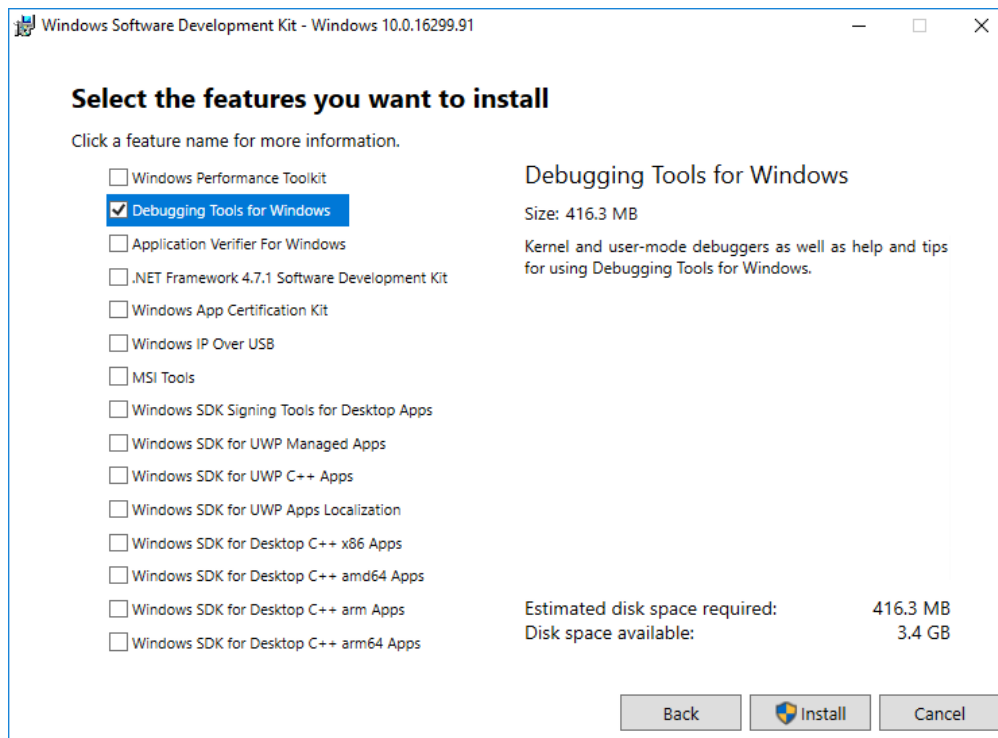 Windows Software Development Kit - Windows 10.0.16299.91
Select the features you want to install
Click a feature name for more information.
Windows Performance Toolkit
Debugging Tools for Windows
Application Verifier For Windows
.NET Framework 4.7.1 Software Development Kit
Windows App Certification Kit
Windows IP Over USB
MSI Tools
Windows SDK Signing Tools for Desktop Apps
Windows SDK for UWP Managed Apps
Windows SDK for UWP C++ Apps
Windows SDK for UWP Apps Localization
Windows SDK for Desktop C++ x86 Apps
Windows SDK for Desktop C++ amd64 Apps
Windows SDK for Desktop C++ arm Apps
Windows SDK for Desktop C++ arm64 Apps
Debugging Tools for Windows
Size: 416.3 MB
Kernel and user-mode debuggers as well as help and tips
for using Debugging Tools for Windows.
Estimated disk space required: 416.3 MB
Disk space available: 3.4 GB
Back
Install
Cancel